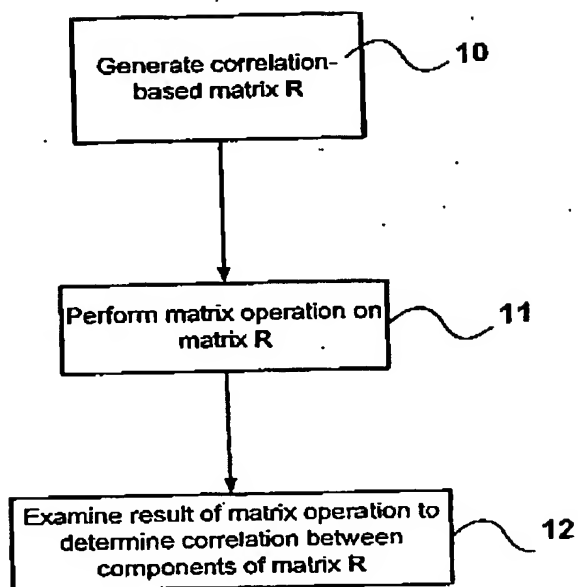 Generate correlation-
based matrix R
10
Perform matrix operation on
matrix R
11
Examine result of matrix operation to
determine correlation between
components of matrix R
12